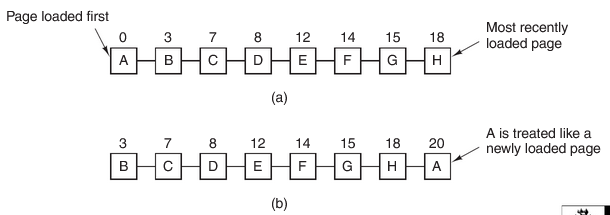 Page loaded first
0 3 7 8 12 14 15 18
Most recently
loaded page
A B C D E F G H
(a)
3 7 8 12 14 15 18 20
A is treated like a
newly loaded page
B C D E F G H A
(b)